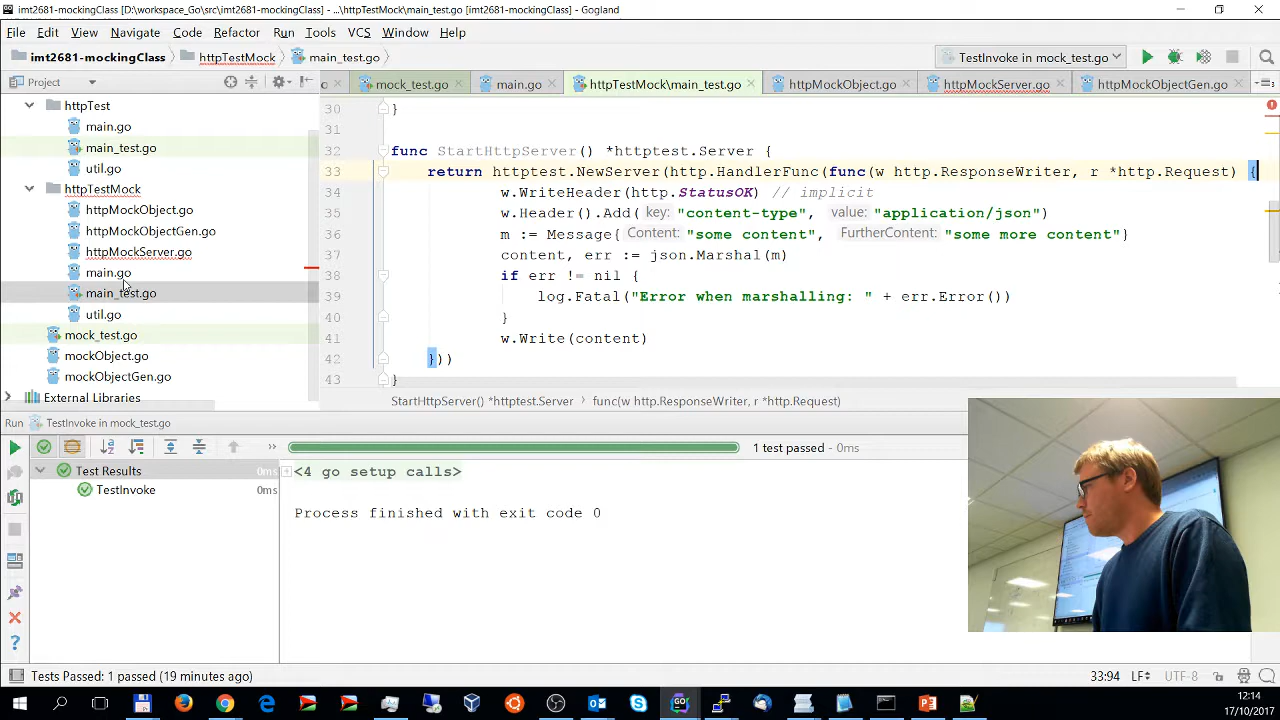 imt2681-mockingClass [D:\workspace_Go\src\imt2681-mockingClass] - ...\httpTestMock\main_test.go [imt2681-mockingClass] - Gogland
File Edit View Navigate Code Refactor Run Tools VCS Window Help
imt2681-mockingClass httpTestMock main_test.go TestInvoke in mock_test.go
Project
mock_test.go main.go httpTestMock\main_test.go httpMockObject.go httpMockServer.go httpMockObjectGen.go
httpTest
main.go
main_test.go
util.go
httpTestMock
httpMockObject.go
httpMockObjectGen.go
httpMockServer.go
main.go
main_test.go
util.go
mock_test.go
mockObject.go
mockObjectGen.go
External Libraries
30 }
31
32 func StartHttpServer() *httptest.Server {
33 return httptest.NewServer(http.HandlerFunc(func(w http.ResponseWriter, r *http.Request) {
34 w.WriteHeader(http.StatusOK) // implicit
35 w.Header().Add( key: "content-type", value: "application/json")
36 m := Message{ Content: "some content", FurtherContent: "some more content"}
37 content, err := json.Marshal(m)
38 if err != nil {
39 log.Fatal("Error when marshalling: " + err.Error())
40 }
41 w.Write(content)
42 }))
43 }
StartHttpServer() *httptest.Server func(w http.ResponseWriter, r *http.Request)
Run TestInvoke in mock_test.go
1 test passed - 0ms
Test Results 0ms
TestInvoke 0ms
<4 go setup calls>
Process finished with exit code 0
Tests Passed: 1 passed (19 minutes ago) 33:94 LF UTF-8
12:14
17/10/2017